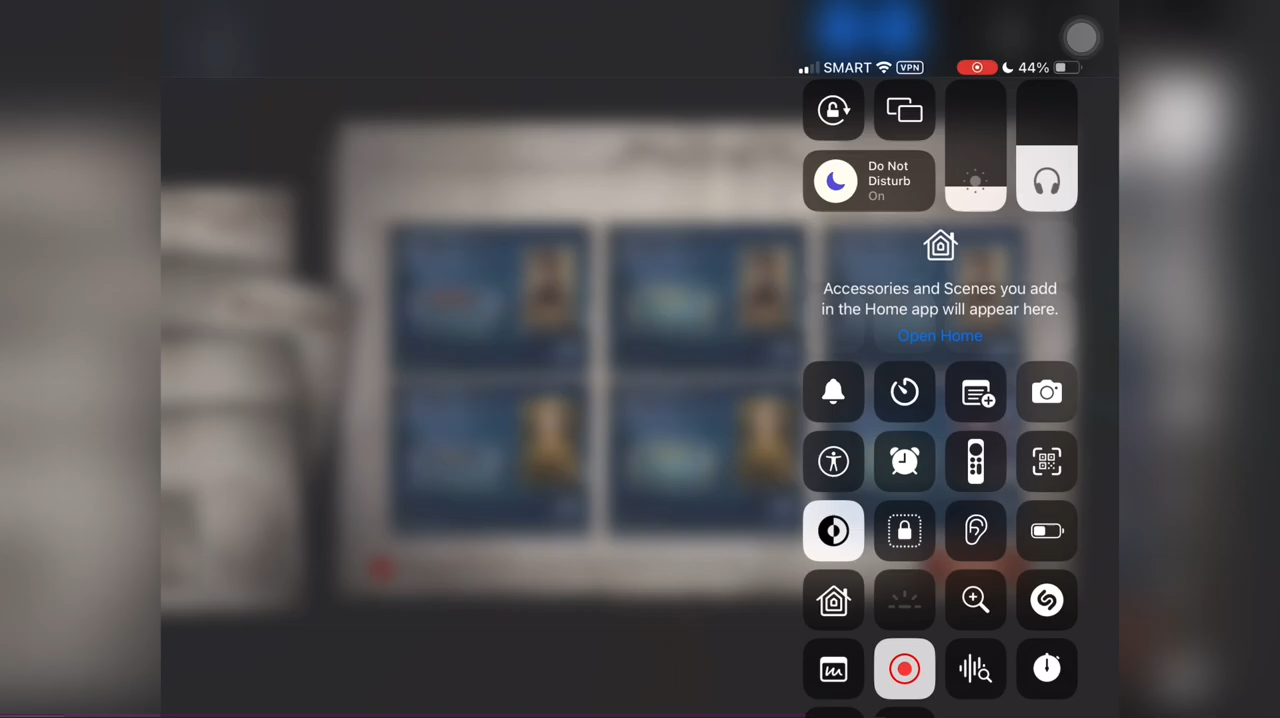 SMART VPN 44%
Do Not
Disturb
On
Accessories and Scenes you add
in the Home app will appear here.
Open Home